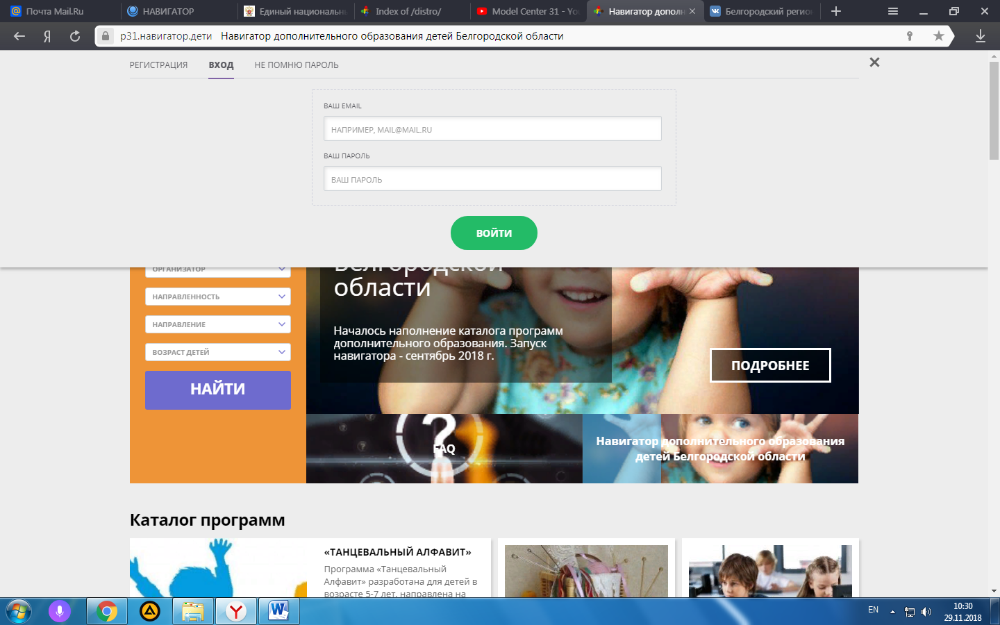 Почта Mail.Ru
НАВИГАТОР
Единый национальны
Index of /distro/
Model Center 31 - You
Навигатор дополн
Белгородский регион
р31.навигатор.дети Навигатор дополнительного образования детей Белгородской области
РЕГИСТРАЦИЯ
ВХОД
НЕ ПОМНЮ ПАРОЛЬ
ВАШ EMAIL
НАПРИМЕР, MAIL@MAIL.RU
ВАШ ПАРОЛЬ
ВАШ ПАРОЛЬ
ВОЙТИ
ОРГАНИЗАТОР
НАПРАВЛЕННОСТЬ
НАПРАВЛЕНИЕ
ВОЗРАСТ ДЕТЕЙ
НАЙТИ
Белгородской
области
Началось наполнение каталога программ
дополнительного образования. Запуск
навигатора - сентябрь 2018 г.
ПОДРОБНЕЕ
FAQ
Навигатор дополнительного образования
детей Белгородской области
Каталог программ
«ТАНЦЕВАЛЬНЫЙ АЛФАВИТ»
Программа «Танцевальный
Алфавит» разработана для детей в
возрасте 5-7 лет, направлена на
EN
10:30
29.11.2018